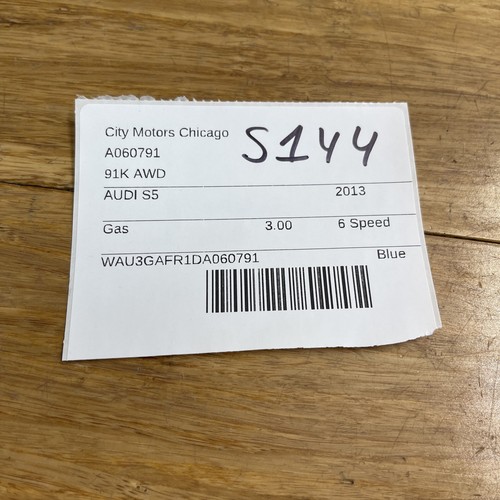 City Motors Chicago
S144
A060791
91K AWD
AUDI S5 2013
Gas 3.00 6 Speed
WAU3GAFR1DA060791 Blue